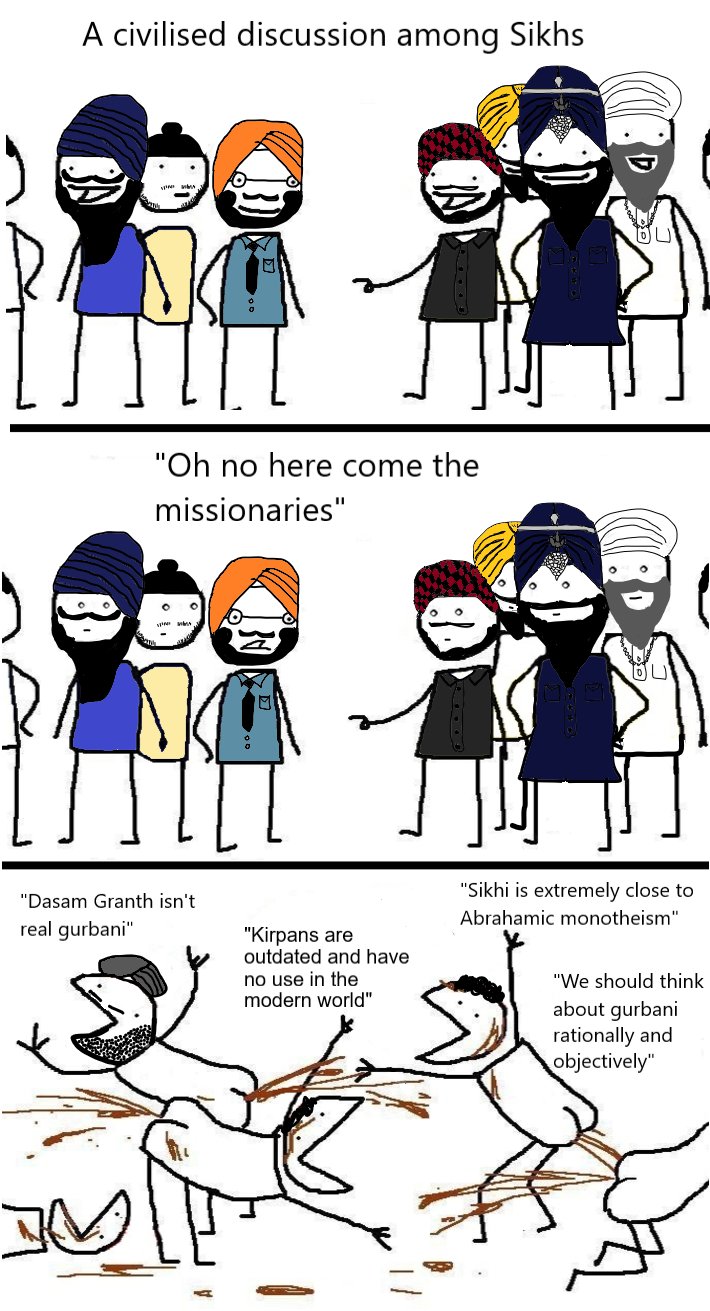 A civilised discussion among Sikhs
"Oh no here come the
missionaries"
"Dasam Granth isn't
real gurbani"
"Kirpans are
outdated and have
no use in the
modern world"
"Sikhi is extremely close to
Abrahamic monotheism"
"We should think
about gurbani
rationally and
objectively"